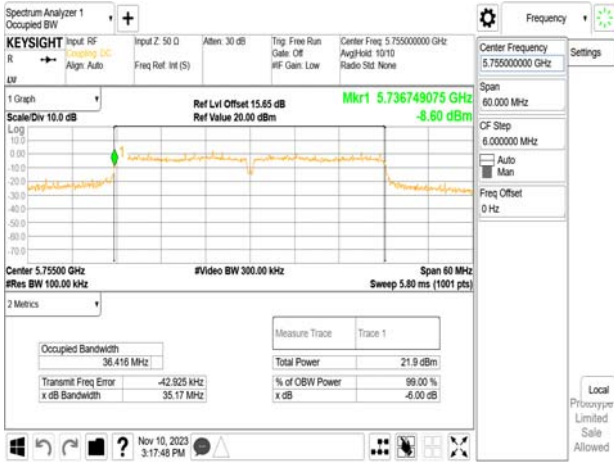 Spectrum Analyzer 1
Occupied BW
+
Frequency
KEYSIGHT
R
Input: RF
Coupling: DC
Align: Auto
Input Z: 50 Ω
Freq Ref: Int (S)
Atten: 30 dB
Trig: Free Run
Gate: Off
#IF Gain: Low
Center Freq: 5.755000000 GHz
Avg|Hold: 10/10
Radio Std: None
Center Frequency
5.755000000 GHz
Settings
Span
60.000 MHz
CF Step
6.000000 MHz
Auto
Man
Freq Offset
0 Hz
1 Graph
Scale/Div 10.0 dB
Ref Lvl Offset 15.65 dB
Ref Value 20.00 dBm
Mkr1 5.736749075 GHz
-8.60 dBm
Log
10.0
0.00
-10.0
-20.0
-30.0
-40.0
-50.0
-60.0
-70.0
1
Center 5.75500 GHz
#Res BW 100.00 kHz
#Video BW 300.00 kHz
Span 60 MHz
Sweep 5.80 ms (1001 pts)
2 Metrics
Measure Trace Trace 1
Occupied Bandwidth
36.416 MHz
Total Power 21.9 dBm
Transmit Freq Error -42.925 kHz
% of OBW Power 99.00 %
x dB Bandwidth 35.17 MHz
x dB -6.00 dB
Local
Prototype
Limited
Sale
Allowed
?
Nov 10, 2023
3:17:48 PM